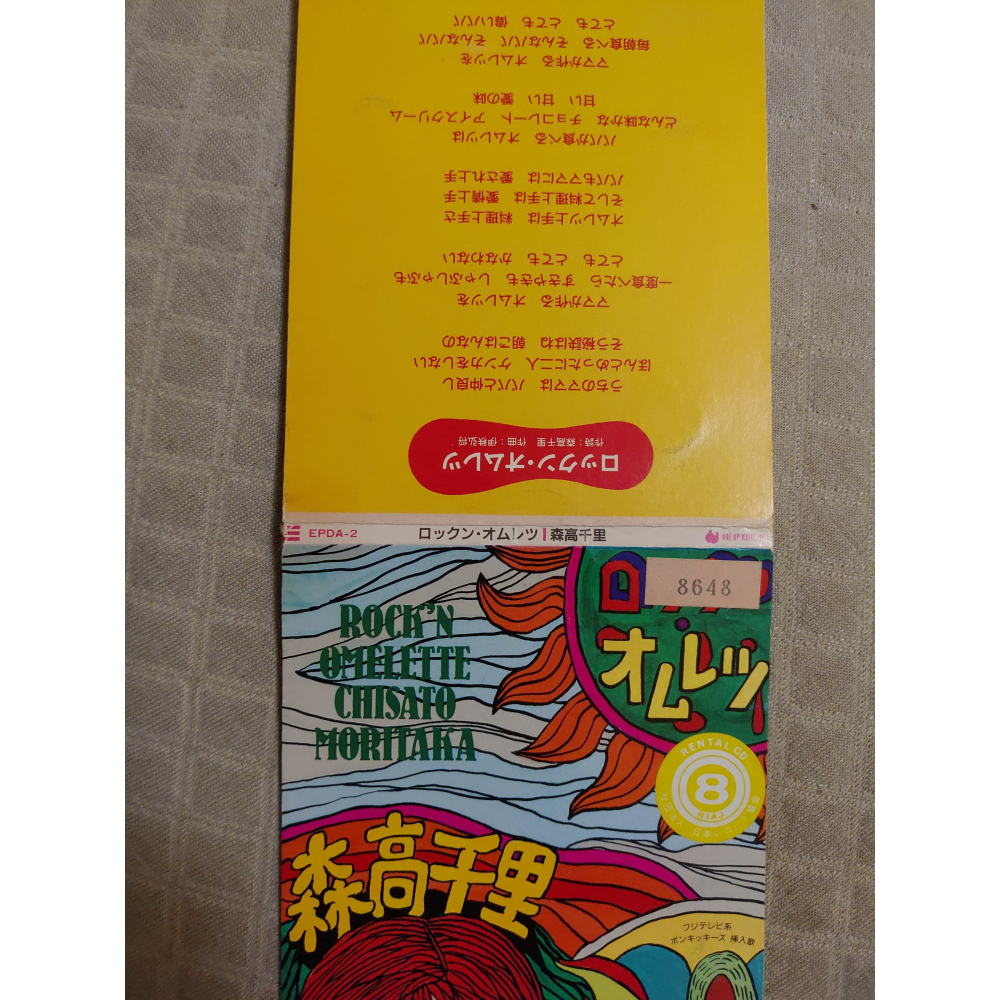 ロックン・オムレツ
作詩：森高千里 作曲：伊秩弘将
うちのママは パパと仲良し
ほんとめったに二人 ケンカをしない
そう秘訣はね 朝ごはんなの
ママが作る オムレツを
一度食べたら すきやきも しゃぶしゃぶも
とても とても かなわない
オムレツ上手は 料理上手さ
そして料理上手は 愛情上手
パパもママには 愛され上手
パパが食べる オムレツは
どんな味かな チョコレート アイスクリーム
甘い 甘い 愛の味
ママが作る オムレツを
毎朝食べる そんなパパ そんなパパ
とても とても 偉いパパ
EPDA-2
ロックン・オムレツ 森高千里
ONE UP MUSIC
8648
オムレツ
ROCK'N
OMELETTE
CHISATO
MORITAKA
RENTAL CD
8
RIAJ
森高千里
フジテレビ系
ポンキッキーズ 挿入歌